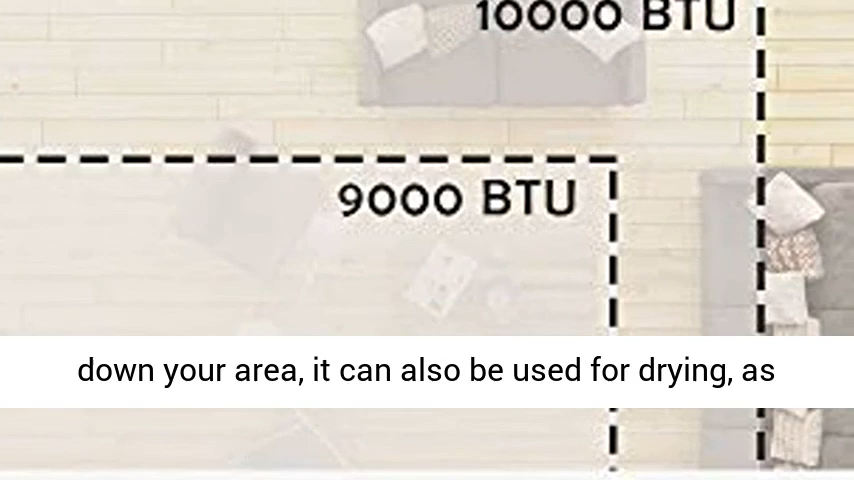 10000 BTU
9000 BTU
down your area, it can also be used for drying, as